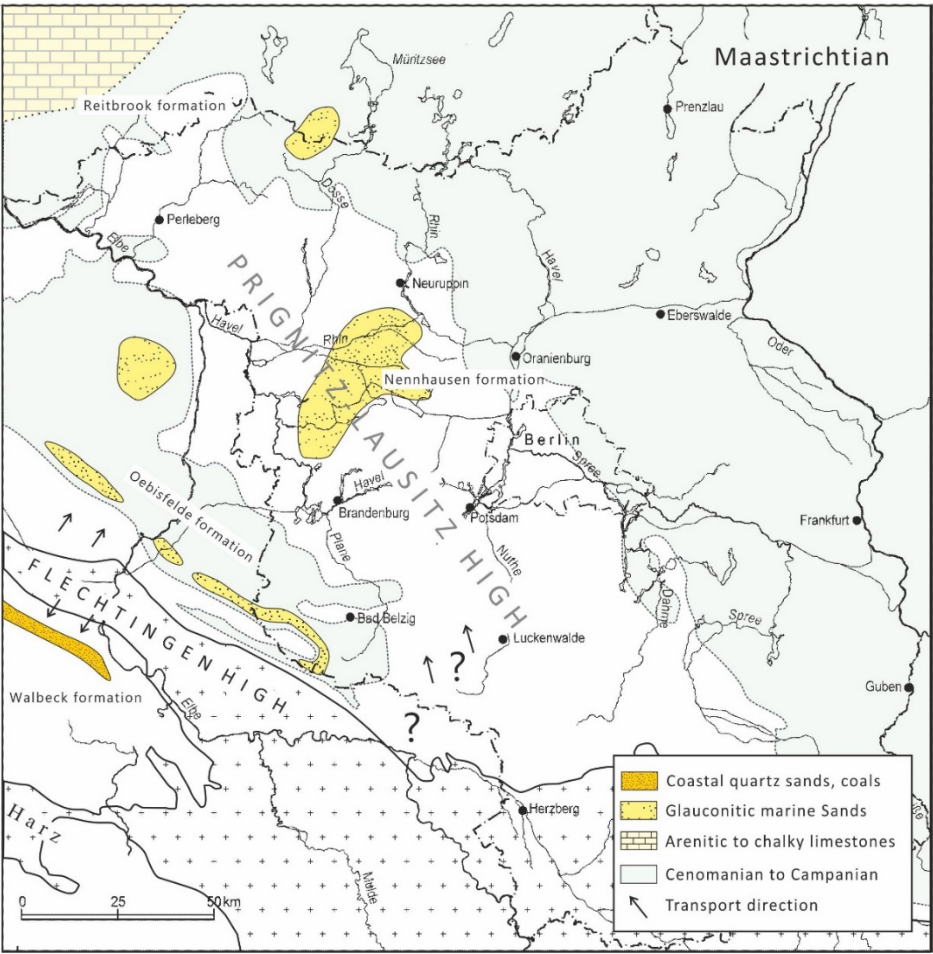 Maastrichtian
Müritzsee
Reitbrook formation
Prenzlau
Dosse
Perleberg
Rhin
Elbe
Havel
PRIGNITZ-LAUSITZ HIGH
Neuruppin
Eberswalde
Havel
Rhin
Oder
Oranienburg
Nennhausen formation
Berlin
Spree
Oebisfelde formation
Havel
Brandenburg
Potsdam
Frankfurt
Plane
Nuthe
FLECHTINGEN HIGH
Dahme
Bad Belzig
Spree
Luckenwalde
?
Guben
Walbeck formation
Elbe
?
Harz
Herzberg
Mulde
0 25 50 km
Coastal quartz sands, coals
Glauconitic marine Sands
Arenitic to chalky limestones
Cenomanian to Campanian
Transport direction